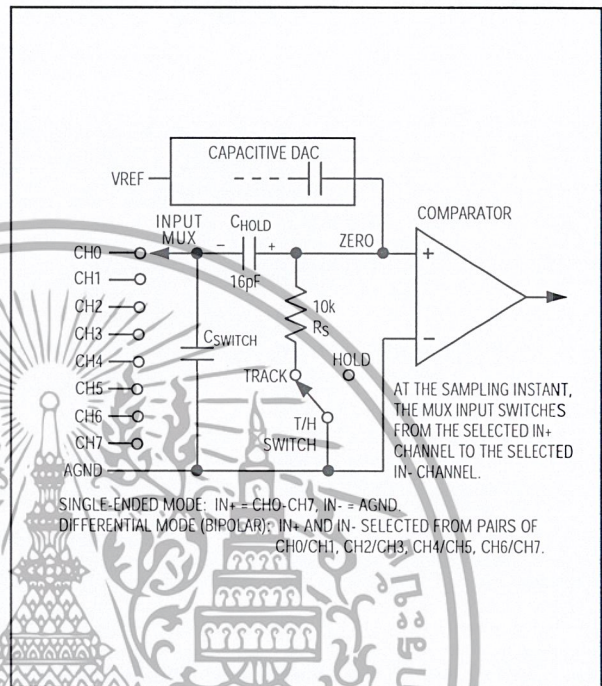 CAPACITIVE DAC
VREF
COMPARATOR
INPUT
MUX
CHOLD
ZERO
− +
16pF
+
−
CH0
CH1
CH2
CH3
CH4
CH5
CH6
CH7
AGND
CSWITCH
10k
RS
HOLD
TRACK
T/H
SWITCH
AT THE SAMPLING INSTANT,
THE MUX INPUT SWITCHES
FROM THE SELECTED IN+
CHANNEL TO THE SELECTED
IN- CHANNEL.
SINGLE-ENDED MODE: IN+ = CHO-CH7, IN- = AGND.
DIFFERENTIAL MODE (BIPOLAR): IN+ AND IN- SELECTED FROM PAIRS OF
CH0/CH1, CH2/CH3, CH4/CH5, CH6/CH7.